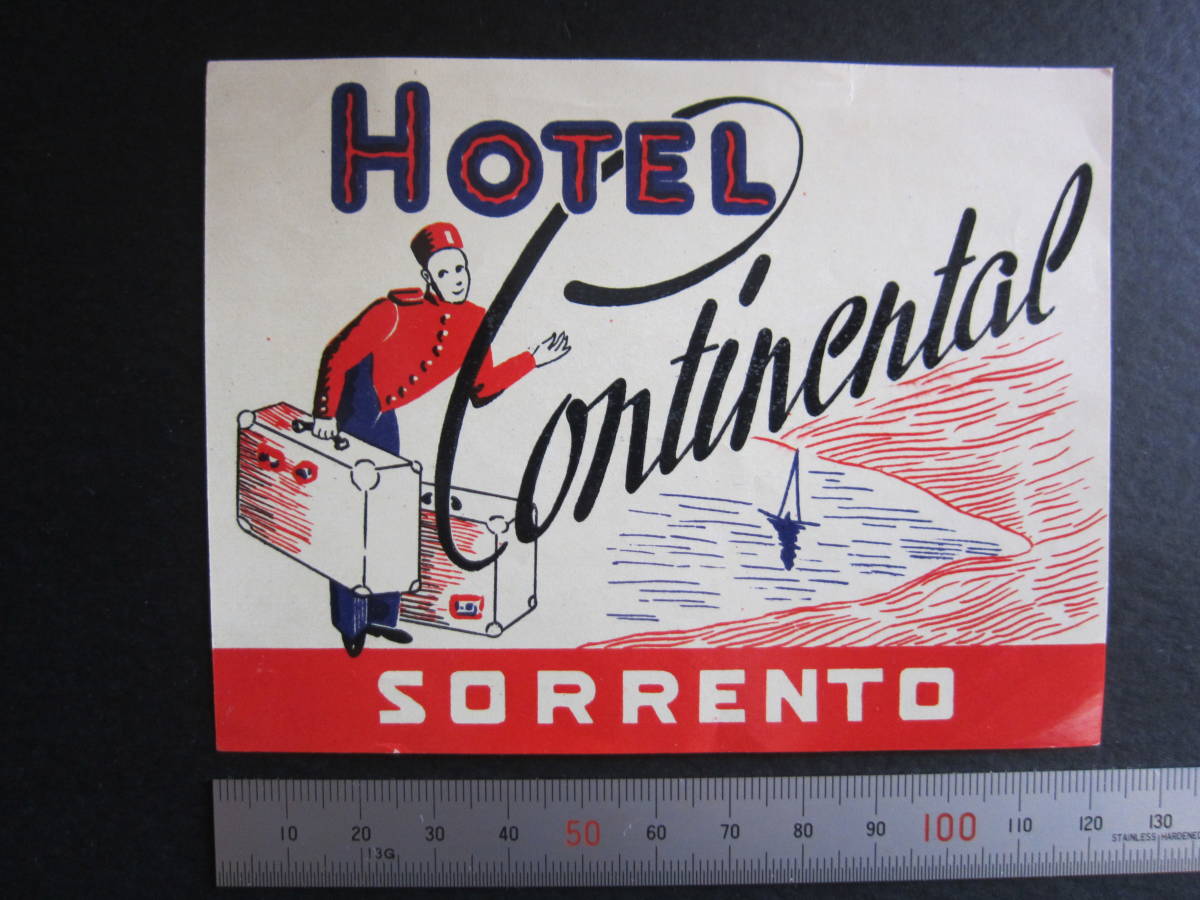 HOTEL
Continental
SORRENTO
10 20 30 40 50 60 70 80 90 100 110 120 130
13G
STAINLESS HARDENED